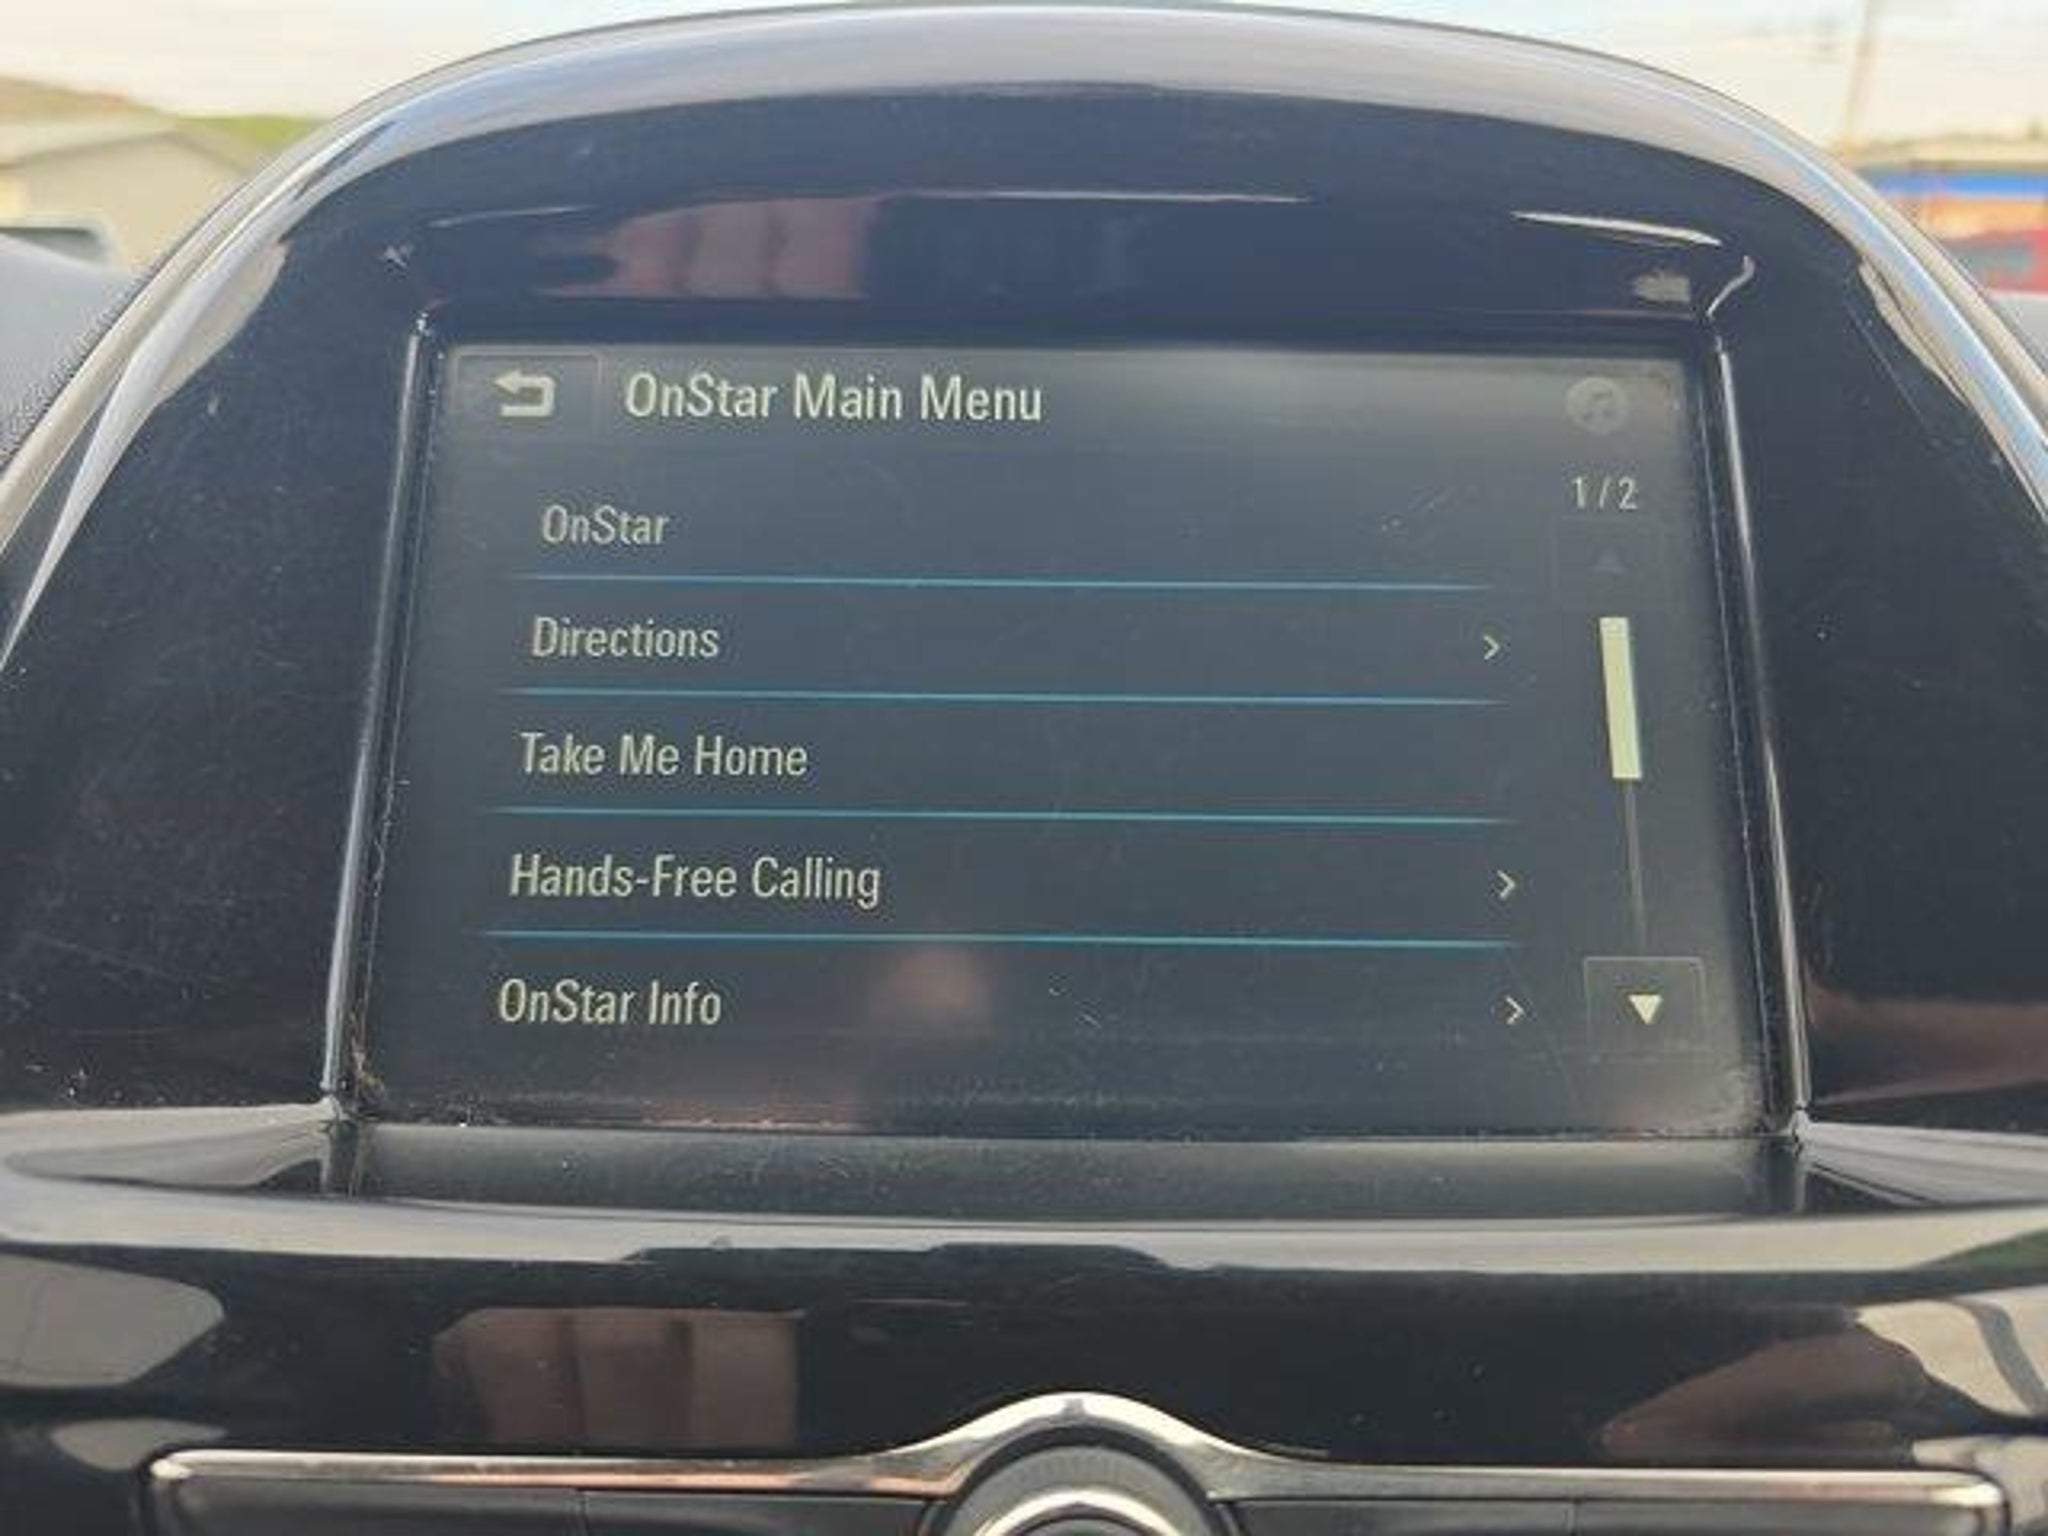 OnStar Main Menu
1 / 2
OnStar
Directions
Take Me Home
Hands-Free Calling
OnStar Info